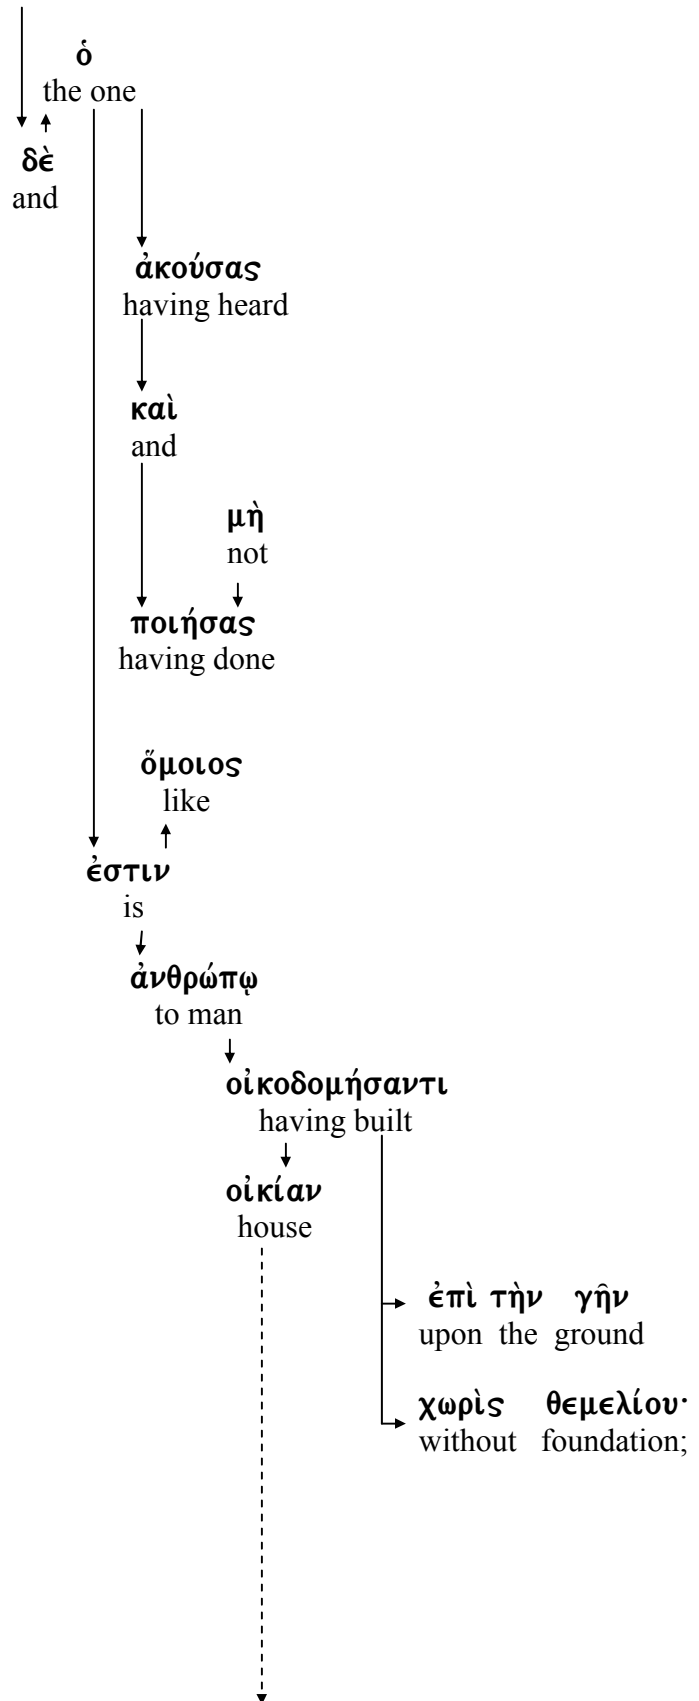 ὁ
the one
δὲ
and
ἀκούσας
having heard
καὶ
and
μὴ
not
ποιήσας
having done
ὅμοιος
like
ἐστιν
is
ἀνθρώπῳ
to man
οἰκοδομήσαντι
having built
οἰκίαν
house
ἐπὶ τὴν γῆν
upon the ground
χωρὶς θεμελίου·
without foundation;